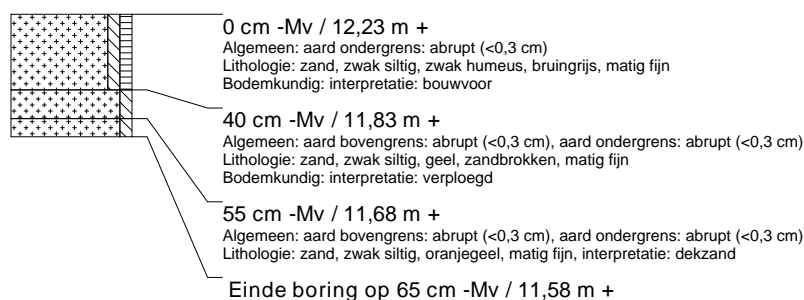 0 cm -Mv / 12,23 m +
Algemeen: aard ondergrens: abrupt (<0,3 cm)
Lithologie: zand, zwak siltig, zwak humeus, bruingrijs, matig fijn
Bodemkundig: interpretatie: bouwvoor
40 cm -Mv / 11,83 m +
Algemeen: aard bovengrens: abrupt (<0,3 cm), aard ondergrens: abrupt (<0,3 cm)
Lithologie: zand, zwak siltig, geel, zandbrokken, matig fijn
Bodemkundig: interpretatie: verploegd
55 cm -Mv / 11,68 m +
Algemeen: aard bovengrens: abrupt (<0,3 cm), aard ondergrens: abrupt (<0,3 cm)
Lithologie: zand, zwak siltig, oranjegeel, matig fijn, interpretatie: dekzand
Einde boring op 65 cm -Mv / 11,58 m +